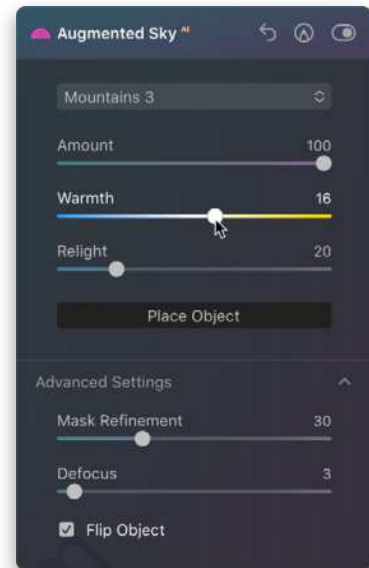 Augmented Sky AI
Mountains 3
Amount 100
Warmth 16
Relight 20
Place Object
Advanced Settings
Mask Refinement 30
Defocus 3
Flip Object